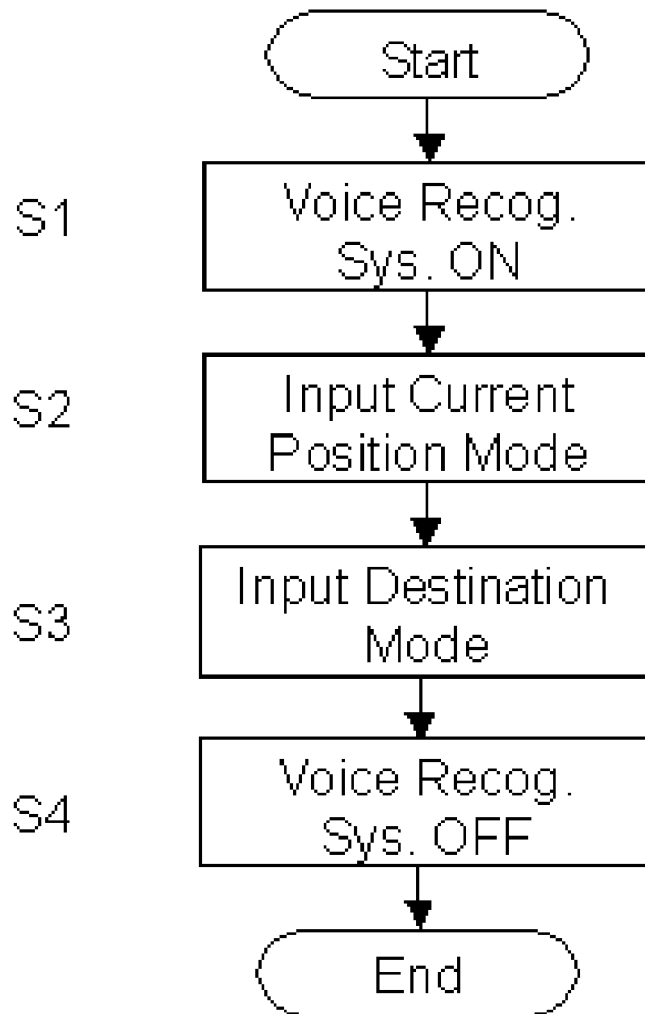 Start
S1
Voice Recog.
Sys. ON
S2
Input Current
Position Mode
S3
Input Destination
Mode
S4
Voice Recog.
Sys. OFF
End